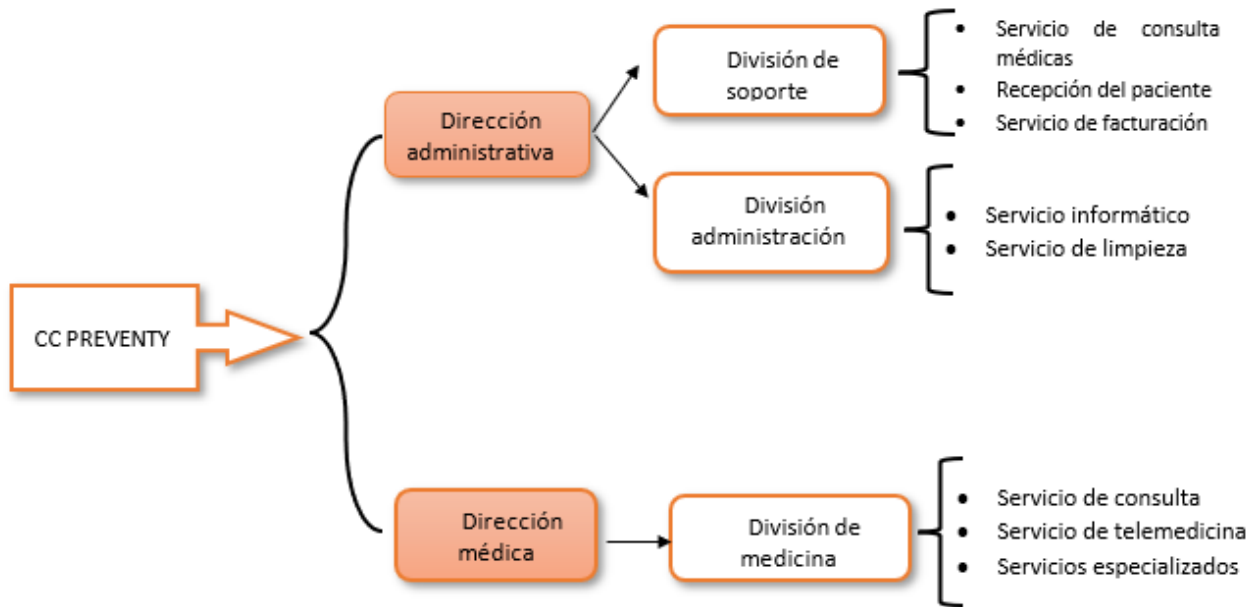 CC PREVENTY
Dirección
administrativa
División de
soporte
Servicio de consulta
médicas
Recepción del paciente
Servicio de facturación
División
administración
Servicio informático
Servicio de limpieza
Dirección
médica
División de
medicina
Servicio de consulta
Servicio de telemedicina
Servicios especializados